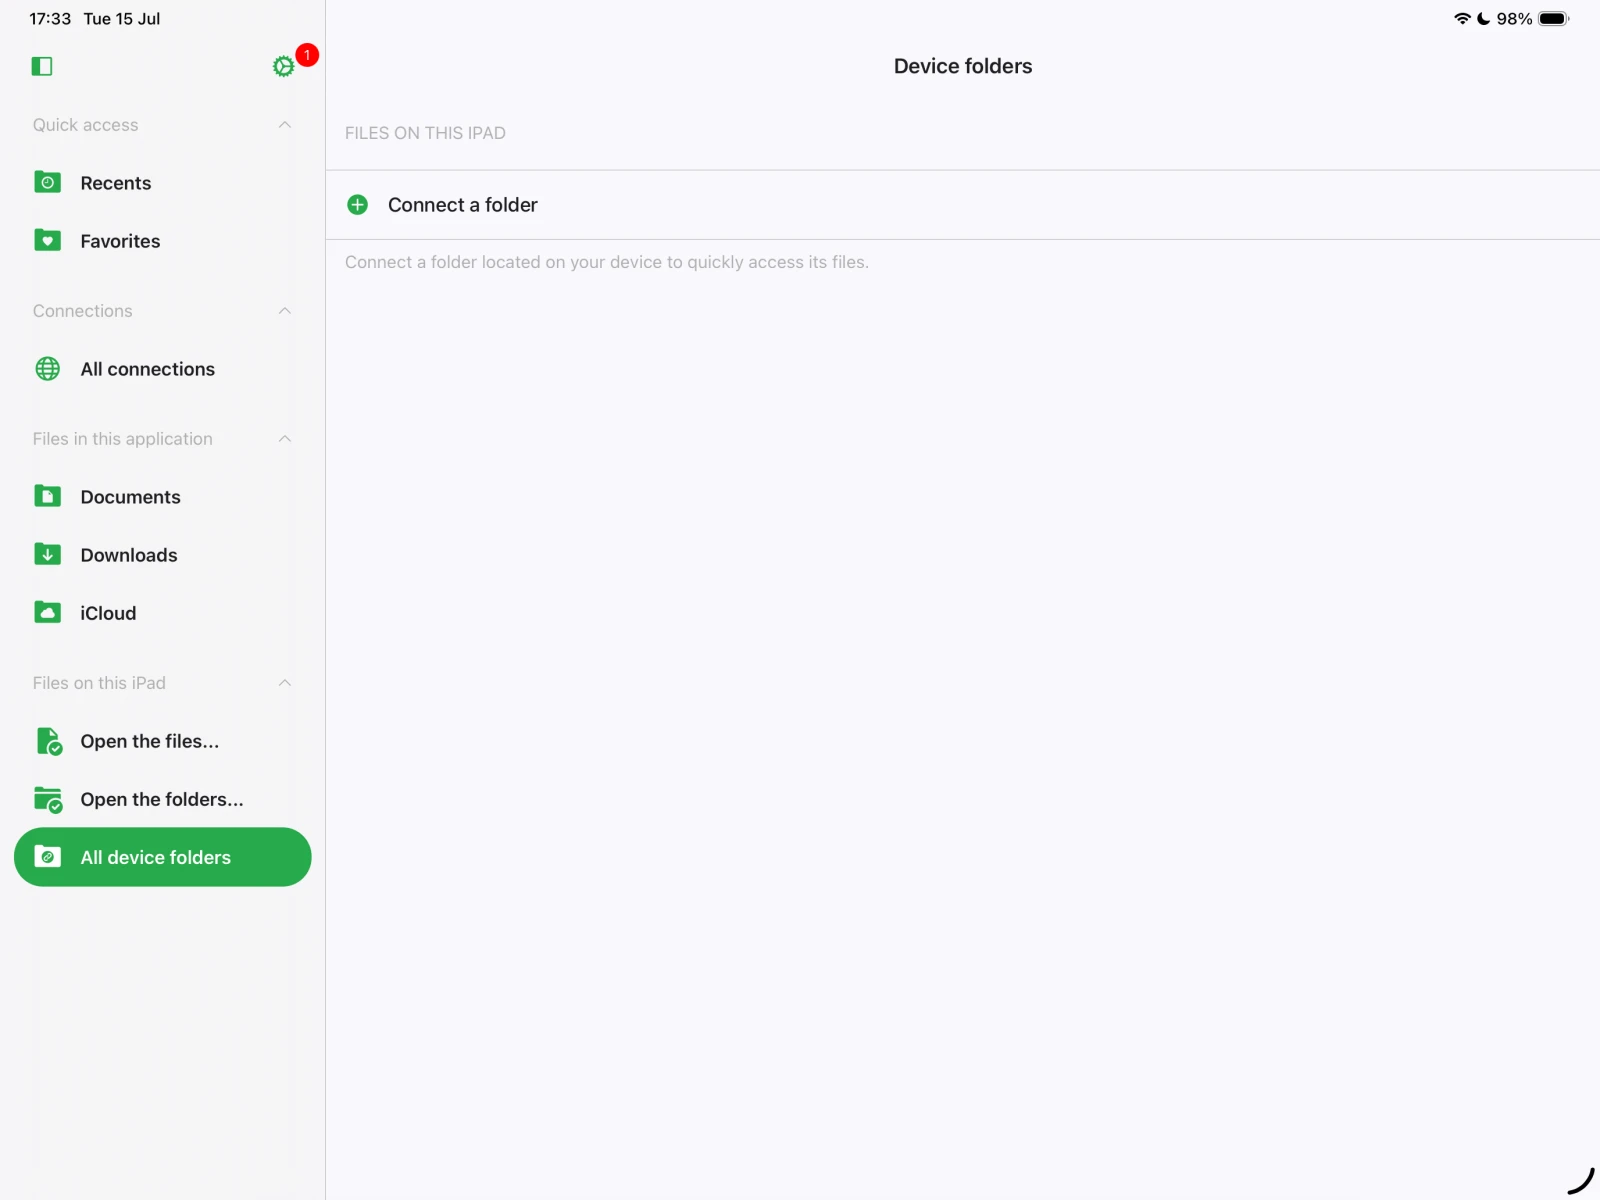 17:33 Tue 15 Jul
98%
1
Quick access
Recents
Favorites
Connections
All connections
Files in this application
Documents
Downloads
iCloud
Files on this iPad
Open the files...
Open the folders...
All device folders
Device folders
FILES ON THIS IPAD
Connect a folder
Connect a folder located on your device to quickly access its files.